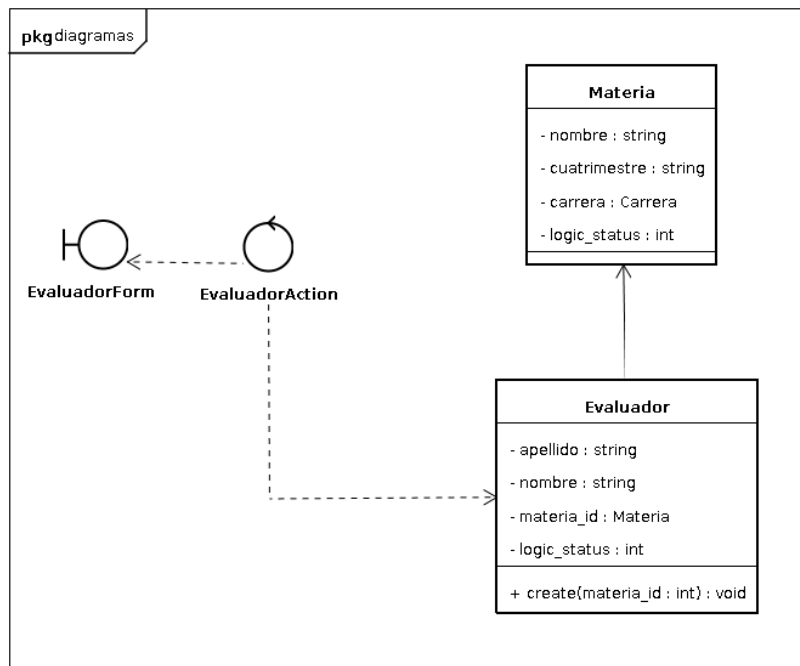 pkg diagramas
Materia
- nombre : string
- cuatrimestre : string
- carrera : Carrera
- logic_status : int
EvaluadorForm
EvaluadorAction
Evaluador
- apellido : string
- nombre : string
- materia_id : Materia
- logic_status : int
+ create(materia_id : int) : void